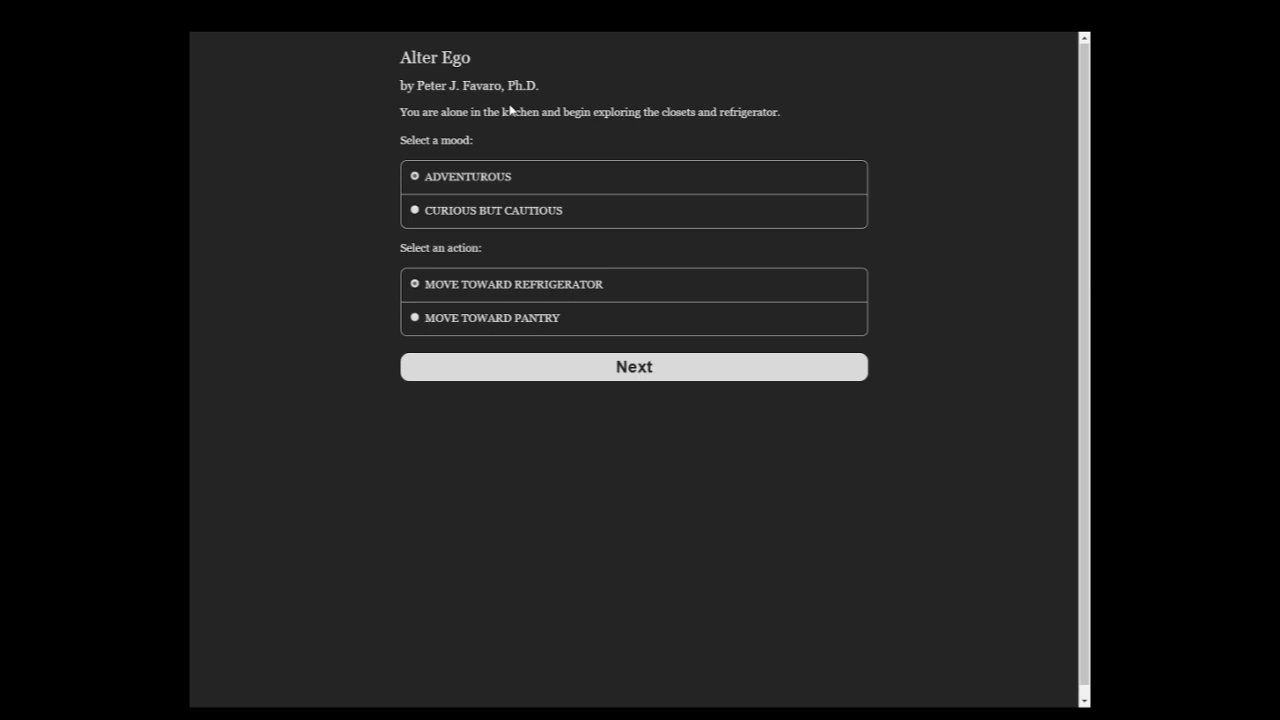 Alter Ego
by Peter J. Favaro, Ph.D.
You are alone in the kitchen and begin exploring the closets and refrigerator.
Select a mood:
ADVENTUROUS
CURIOUS BUT CAUTIOUS
Select an action:
MOVE TOWARD REFRIGERATOR
MOVE TOWARD PANTRY
Next